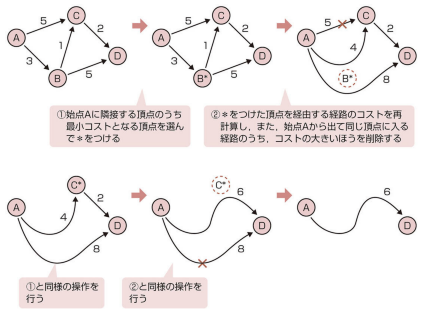 A 5 C 2 D 3 1 5 B
A 5 C 2 D 3 1 5 B*
A 5 C 2 D 4 8 B*
①始点Aに隣接する頂点のうち
最小コストとなる頂点を選ん
で＊をつける
②＊をつけた頂点を経由する経路のコストを再
計算し，また，始点Aから出て同じ頂点に入る
経路のうち，コストの大きいほうを削除する
A C* 2 D 4 8
A C* 6 D 8
A 6 D
①と同様の操作を
行う
②と同様の操作を
行う